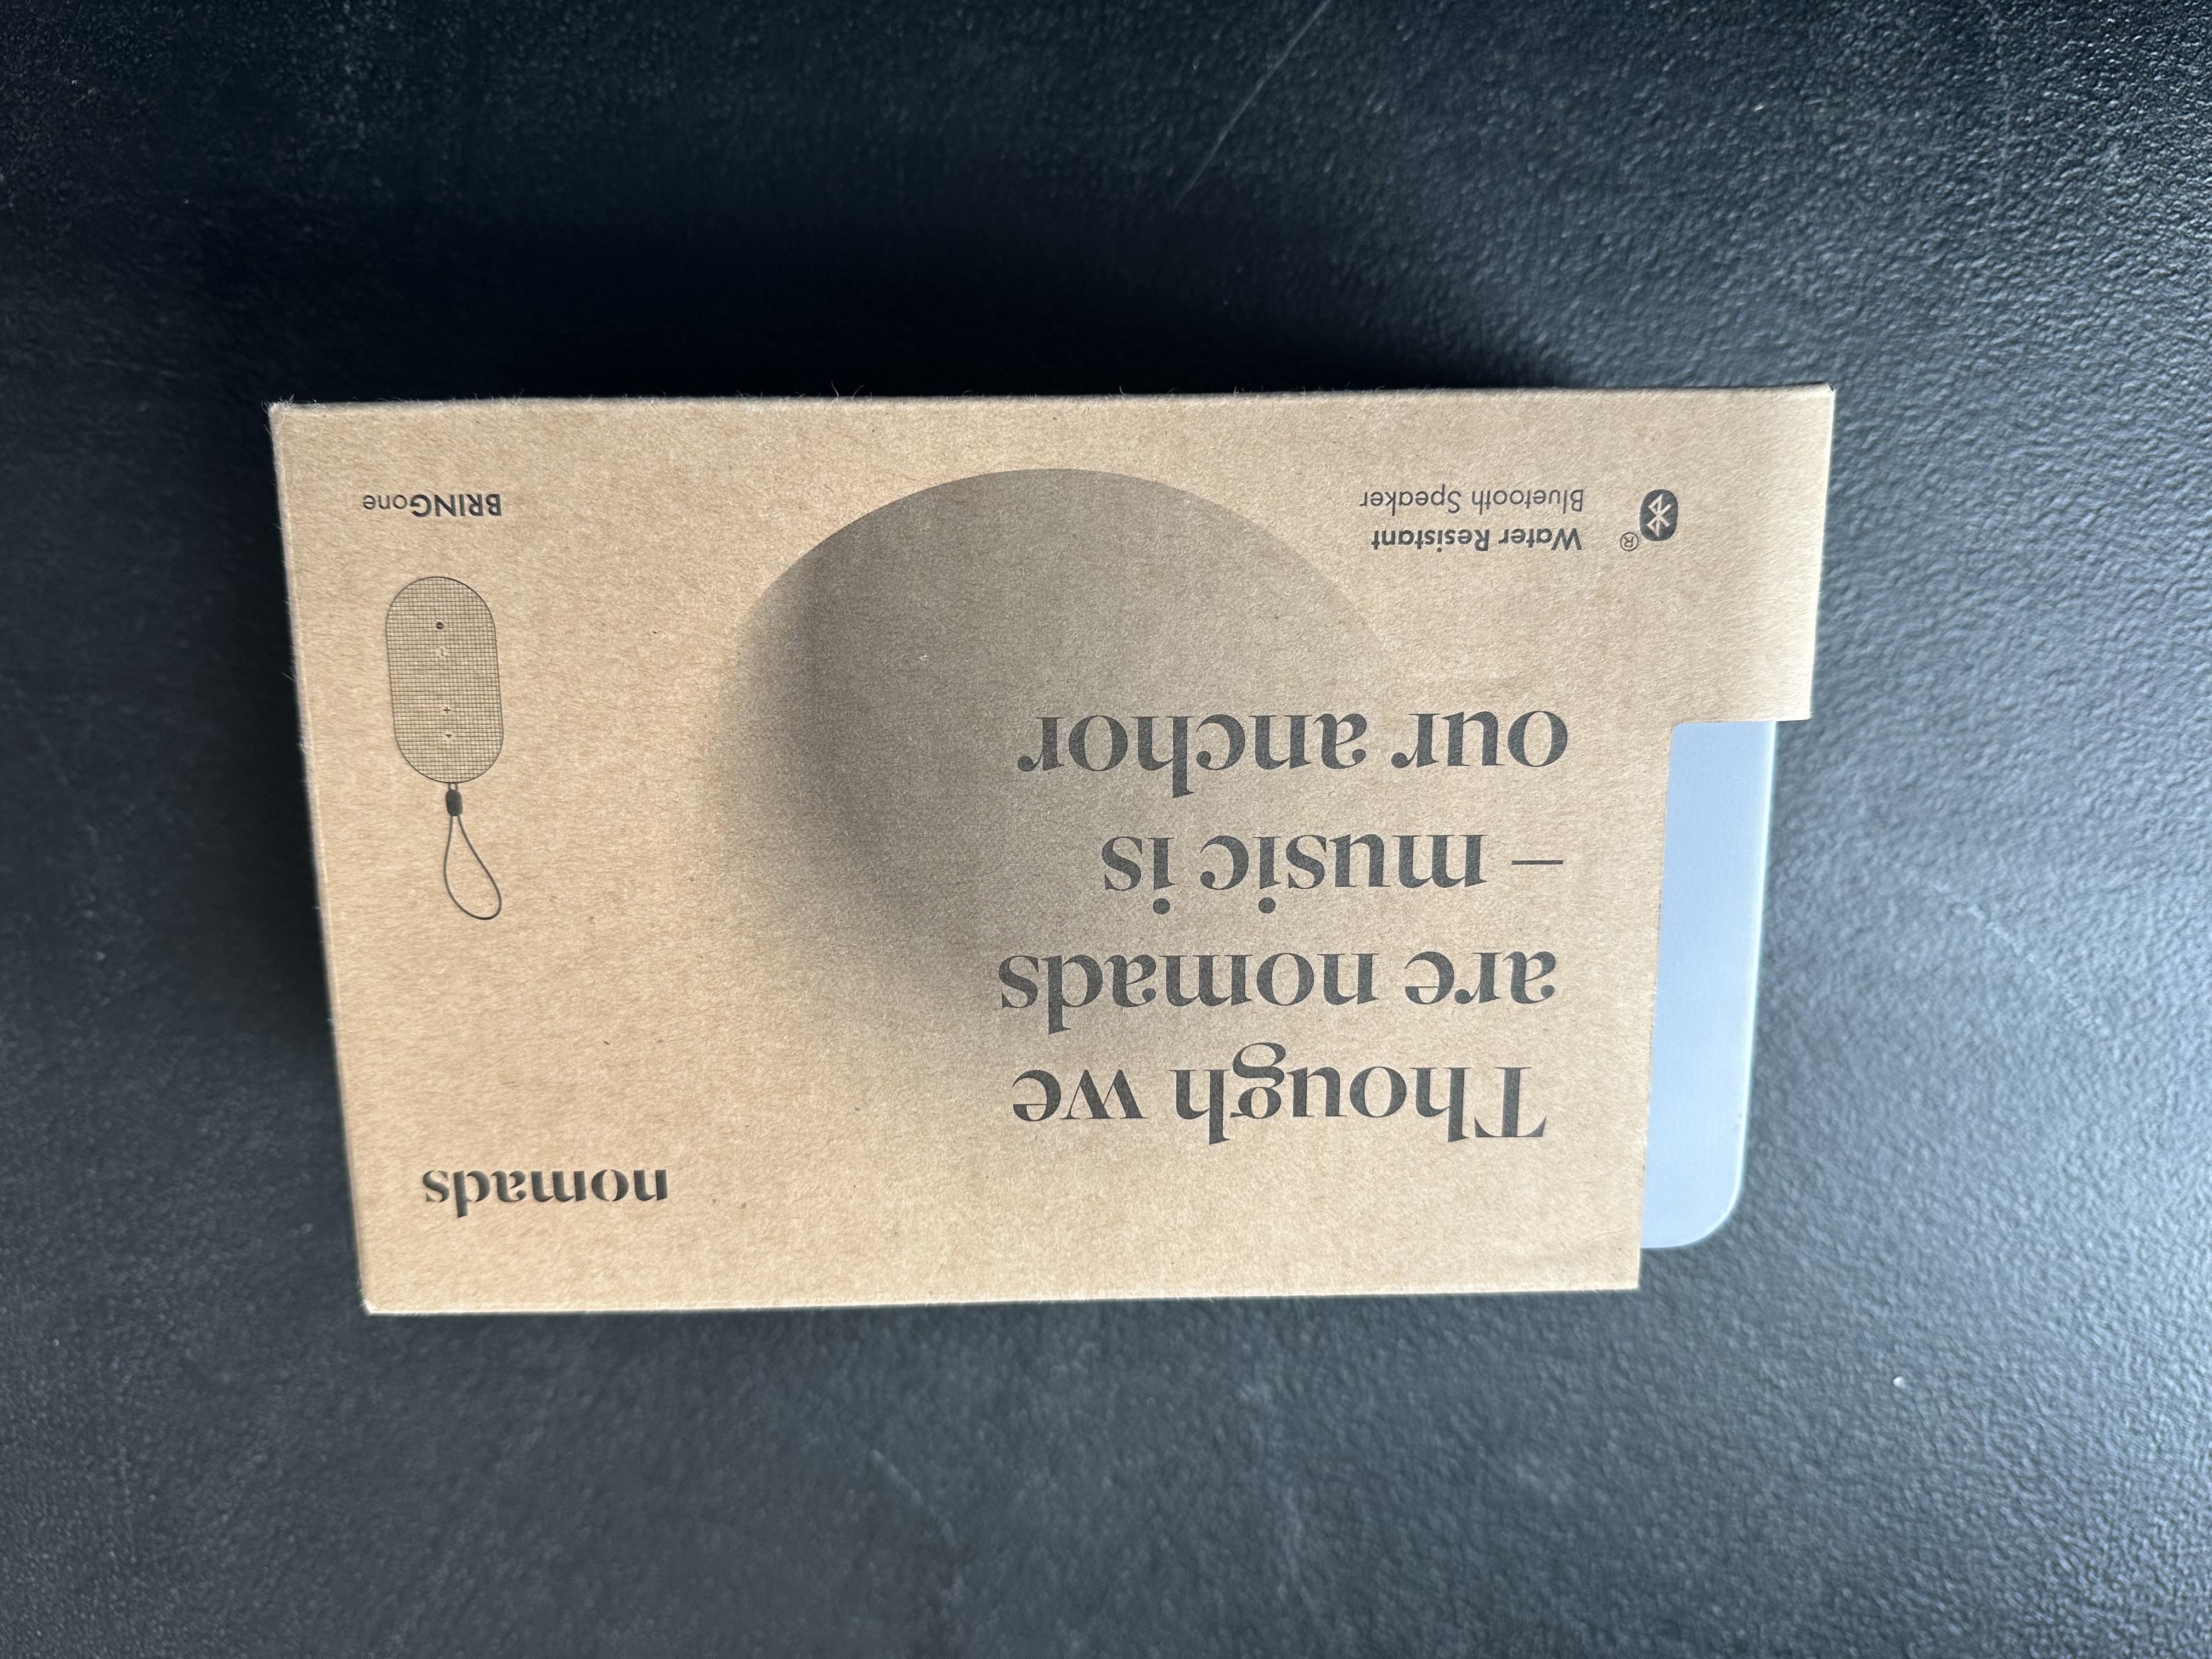 nomads
Though we
are nomads
– music is
our anchor
Water Resistant
Bluetooth Speaker
®
BRINGone